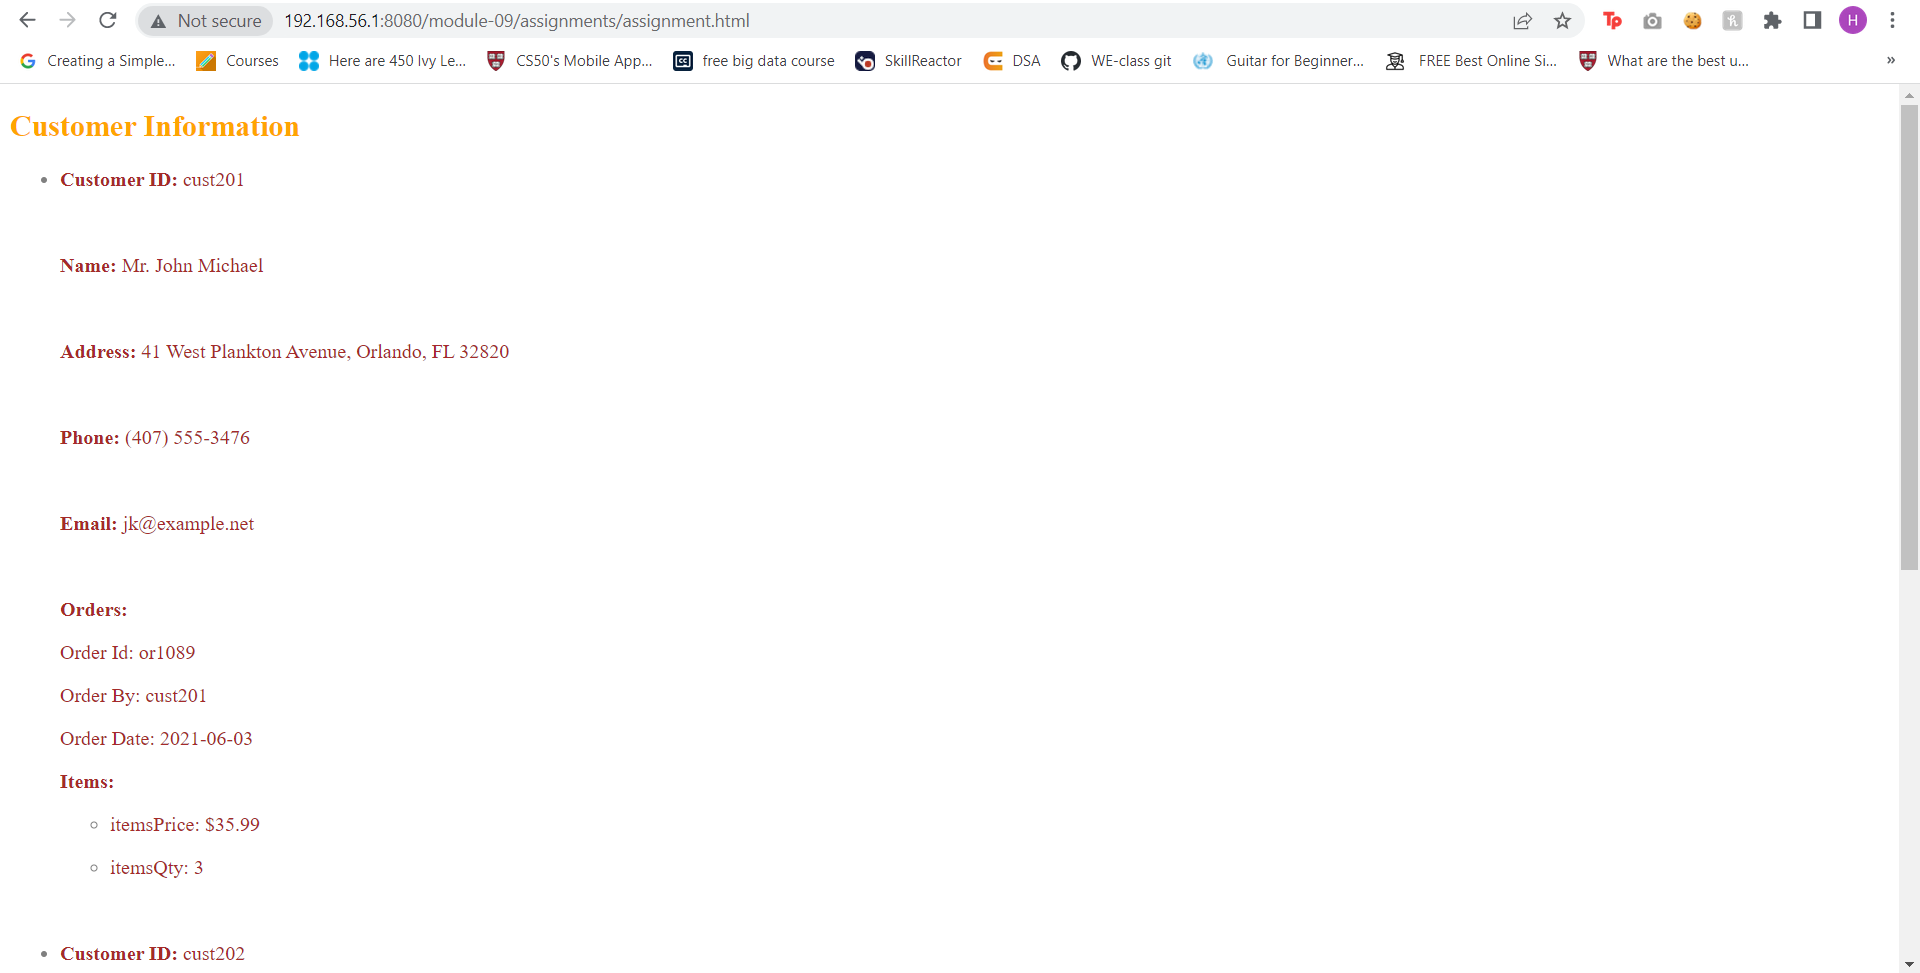 Not secure 192.168.56.1:8080/module-09/assignments/assignment.html Tp H
Creating a Simple... Courses Here are 450 Ivy Le... CS50's Mobile App... free big data course SkillReactor DSA WE-class git Guitar for Beginner... FREE Best Online Si... What are the best u... »
Customer Information
Customer ID: cust201
Name: Mr. John Michael
Address: 41 West Plankton Avenue, Orlando, FL 32820
Phone: (407) 555-3476
Email: jk@example.net
Orders:
Order Id: or1089
Order By: cust201
Order Date: 2021-06-03
Items:
itemsPrice: $35.99
itemsQty: 3
Customer ID: cust202